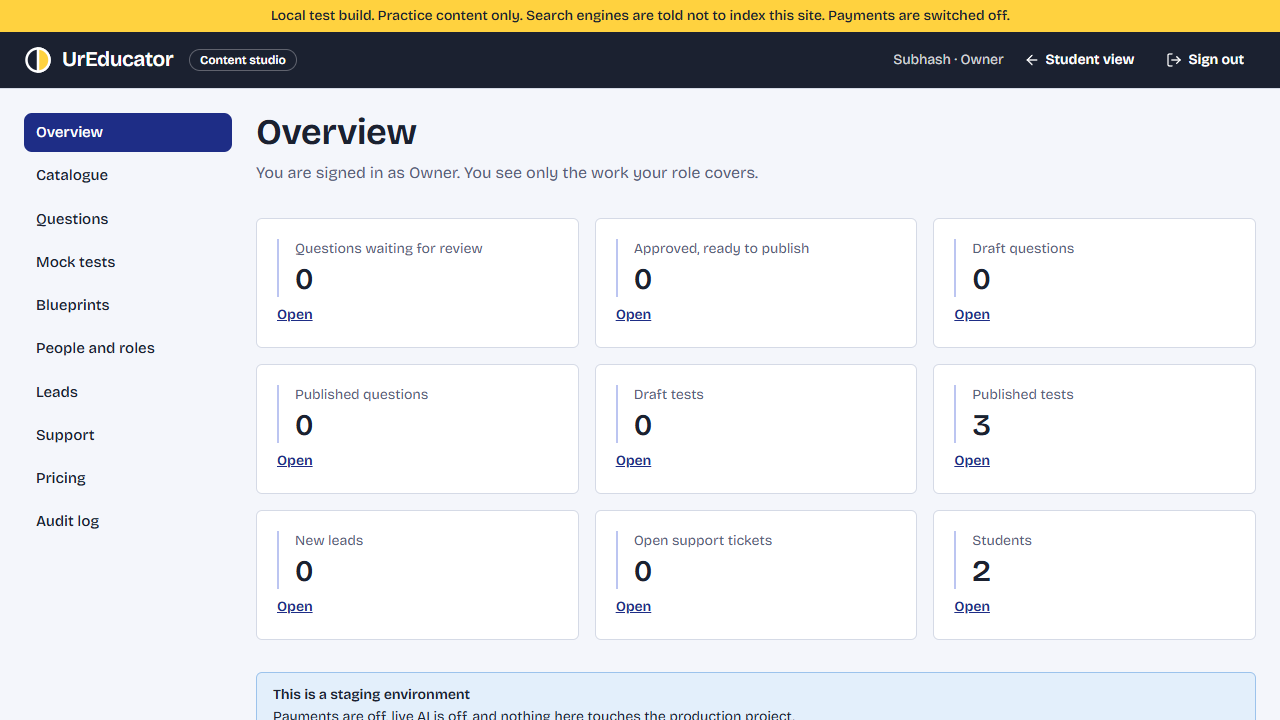 Local test build. Practice content only. Search engines are told not to index this site. Payments are switched off.
UrEducator
Content studio
Subhash · Owner
Student view
Sign out
Overview
Catalogue
Questions
Mock tests
Blueprints
People and roles
Leads
Support
Pricing
Audit log
Overview
You are signed in as Owner. You see only the work your role covers.
Questions waiting for review
0
Open
Approved, ready to publish
0
Open
Draft questions
0
Open
Published questions
0
Open
Draft tests
0
Open
Published tests
3
Open
New leads
0
Open
Open support tickets
0
Open
Students
2
Open
This is a staging environment
Payments are off, live AI is off, and nothing here touches the production project.